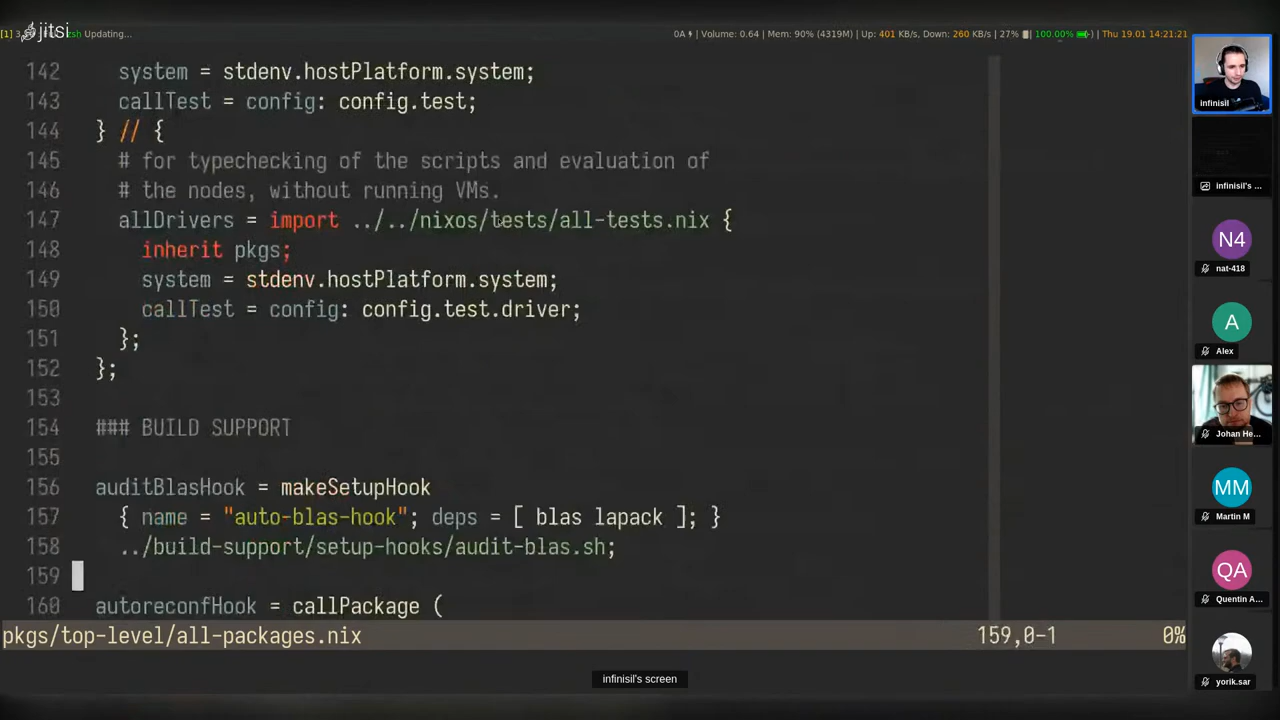 jitsi
[1] 3 zsh Updating... 0A Volume: 0.64 | Mem: 90% (4319M) | Up: 401 KB/s, Down: 260 KB/s | 27% 100.00% | Thu 19.01 14:21:21
142 system = stdenv.hostPlatform.system;
143 callTest = config: config.test;
144 } // {
145 # for typechecking of the scripts and evaluation of
146 # the nodes, without running VMs.
147 allDrivers = import ../../nixos/tests/all-tests.nix {
148 inherit pkgs;
149 system = stdenv.hostPlatform.system;
150 callTest = config: config.test.driver;
151 };
152 };
153
154 ### BUILD SUPPORT
155
156 auditBlasHook = makeSetupHook
157 { name = "auto-blas-hook"; deps = [ blas lapack ]; }
158 ../build-support/setup-hooks/audit-blas.sh;
159
160 autoreconfHook = callPackage (
pkgs/top-level/all-packages.nix 159,0-1 0%
infinisil's screen
infinisil
infinisil's ...
N4
nat-418
A
Alex
Johan He...
MM
Martin M
QA
Quentin A...
yorik.sar